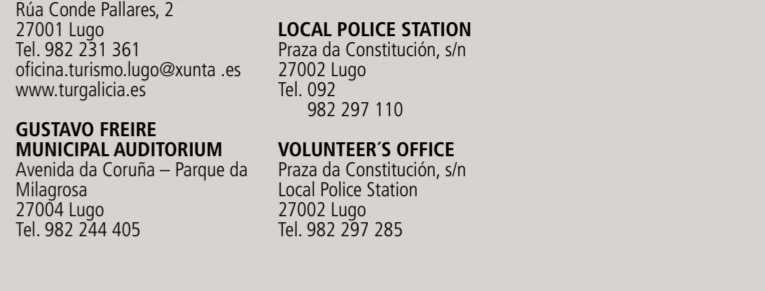 Rúa Conde Pallares, 2
27001 Lugo
Tel. 982 231 361
oficina.turismo.lugo@xunta .es
www.turgalicia.es
GUSTAVO FREIRE
MUNICIPAL AUDITORIUM
Avenida da Coruña – Parque da
Milagrosa
27004 Lugo
Tel. 982 244 405
LOCAL POLICE STATION
Praza da Constitución, s/n
27002 Lugo
Tel. 092
982 297 110
VOLUNTEER´S OFFICE
Praza da Constitución, s/n
Local Police Station
27002 Lugo
Tel. 982 297 285